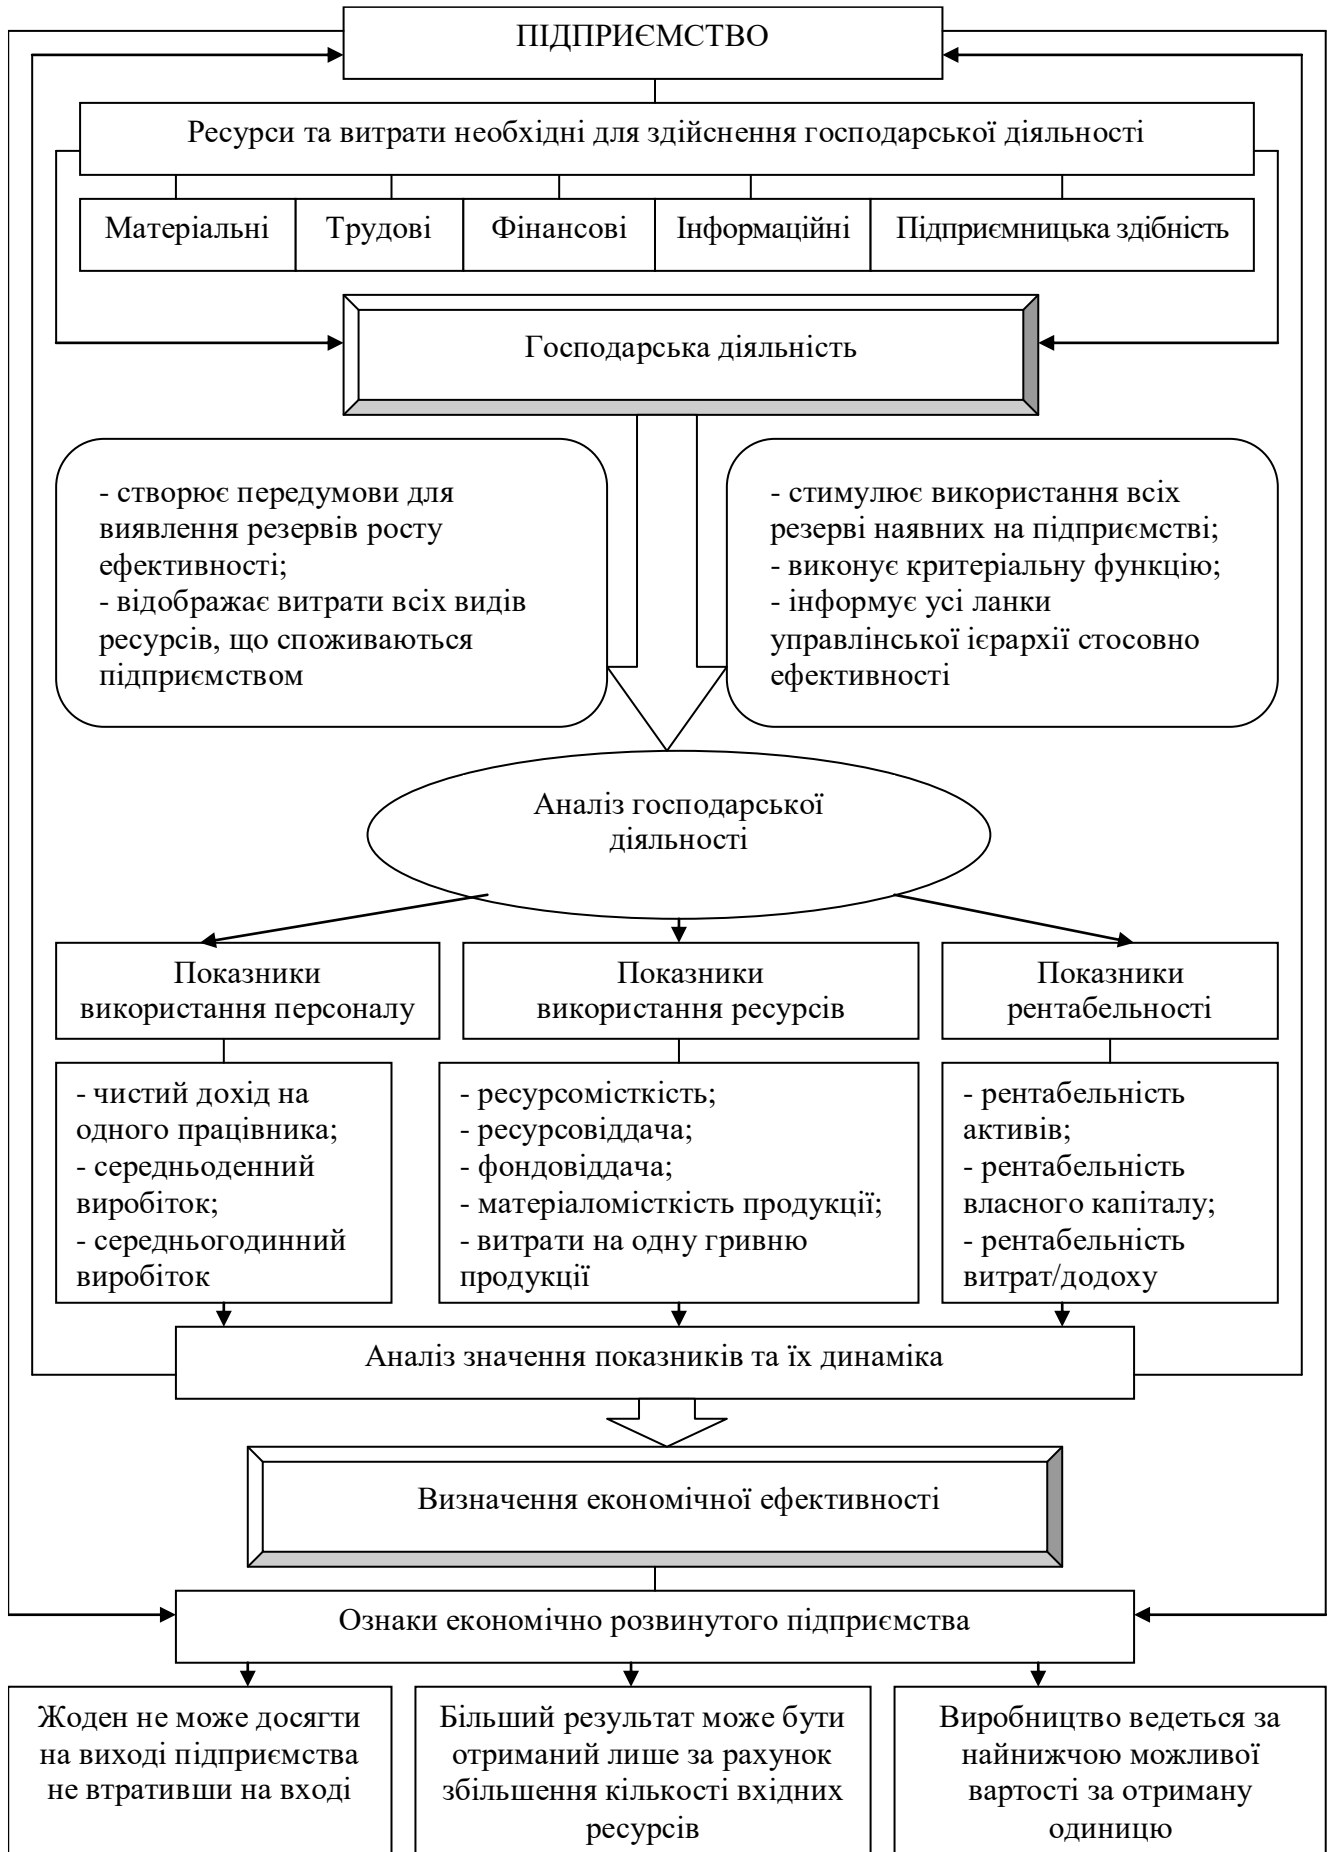 ПІДПРИЄМСТВО
Ресурси та витрати необхідні для здійснення господарської діяльності
Матеріальні
Трудові
Фінансові
Інформаційні
Підприємницька здібність
Господарська діяльність
- створює передумови для
виявлення резервів росту
ефективності;
- відображає витрати всіх видів
ресурсів, що споживаються
підприємством
- стимулює використання всіх
резерві наявних на підприємстві;
- виконує критеріальну функцію;
- інформує усі ланки
управлінської ієрархії стосовно
ефективності
Аналіз господарської
діяльності
Показники
використання персоналу
Показники
використання ресурсів
Показники
рентабельності
- чистий дохід на
одного працівника;
- середньоденний
виробіток;
- середньогодинний
виробіток
- ресурсомісткість;
- ресурсовіддача;
- фондовіддача;
- матеріаломісткість продукції;
- витрати на одну гривню
продукції
- рентабельність
активів;
- рентабельність
власного капіталу;
- рентабельність
витрат/додоху
Аналіз значення показників та їх динаміка
Визначення економічної ефективності
Ознаки економічно розвинутого підприємства
Жоден не може досягти
на виході підприємства
не втративши на вході
Більший результат може бути
отриманий лише за рахунок
збільшення кількості вхідних
ресурсів
Виробництво ведеться за
найнижчою можливої
вартості за отриману
одиницю